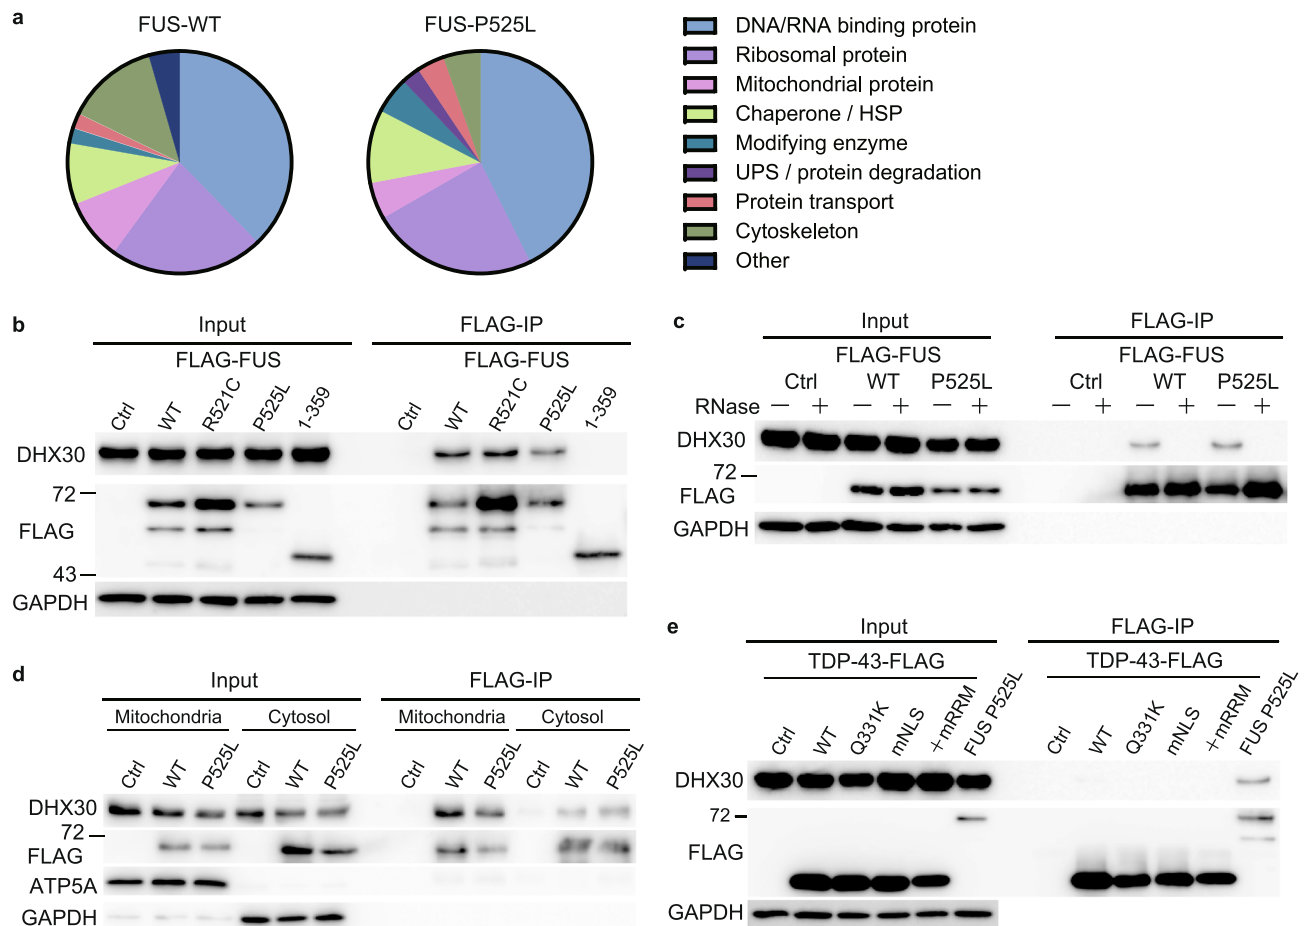 a
FUS-WT
FUS-P525L
DNA/RNA binding protein
Ribosomal protein
Mitochondrial protein
Chaperone / HSP
Modifying enzyme
UPS / protein degradation
Protein transport
Cytoskeleton
Other
b
Input FLAG-IP
FLAG-FUS FLAG-FUS
Ctrl WT R521C P525L 1-359 Ctrl WT R521C P525L 1-359
DHX30
72
FLAG
43
GAPDH
c
Input FLAG-IP
FLAG-FUS FLAG-FUS
Ctrl WT P525L Ctrl WT P525L
RNase — + — + — + — + — + — +
DHX30
72
FLAG
GAPDH
d
Input FLAG-IP
Mitochondria Cytosol Mitochondria Cytosol
Ctrl WT P525L Ctrl WT P525L Ctrl WT P525L Ctrl WT P525L
DHX30
72
FLAG
ATP5A
GAPDH
e
Input FLAG-IP
TDP-43-FLAG TDP-43-FLAG
Ctrl WT Q331K mNLS +mRRM FUS P525L Ctrl WT Q331K mNLS +mRRM FUS P525L
DHX30
72
FLAG
GAPDH